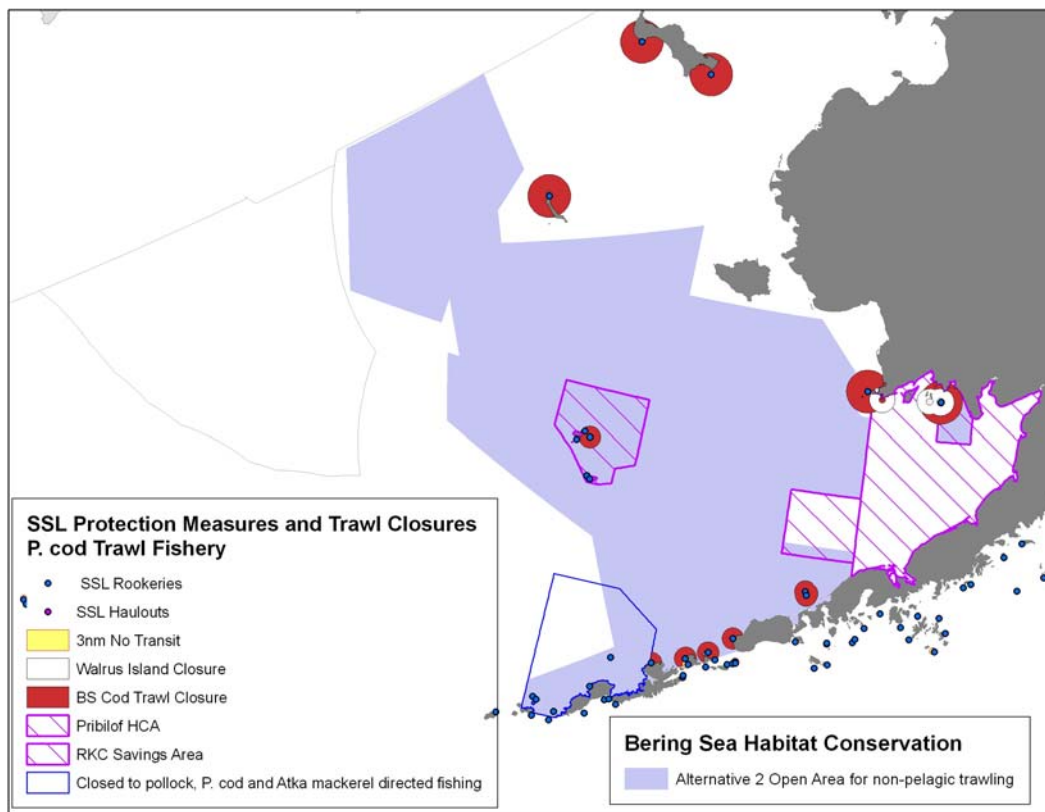 SSL Protection Measures and Trawl Closures
P. cod Trawl Fishery
SSL Rookeries
SSL Haulouts
3nm No Transit
Walrus Island Closure
BS Cod Trawl Closure
Pribilof HCA
RKC Savings Area
Closed to pollock, P. cod and Atka mackerel directed fishing
Bering Sea Habitat Conservation
Alternative 2 Open Area for non-pelagic trawling